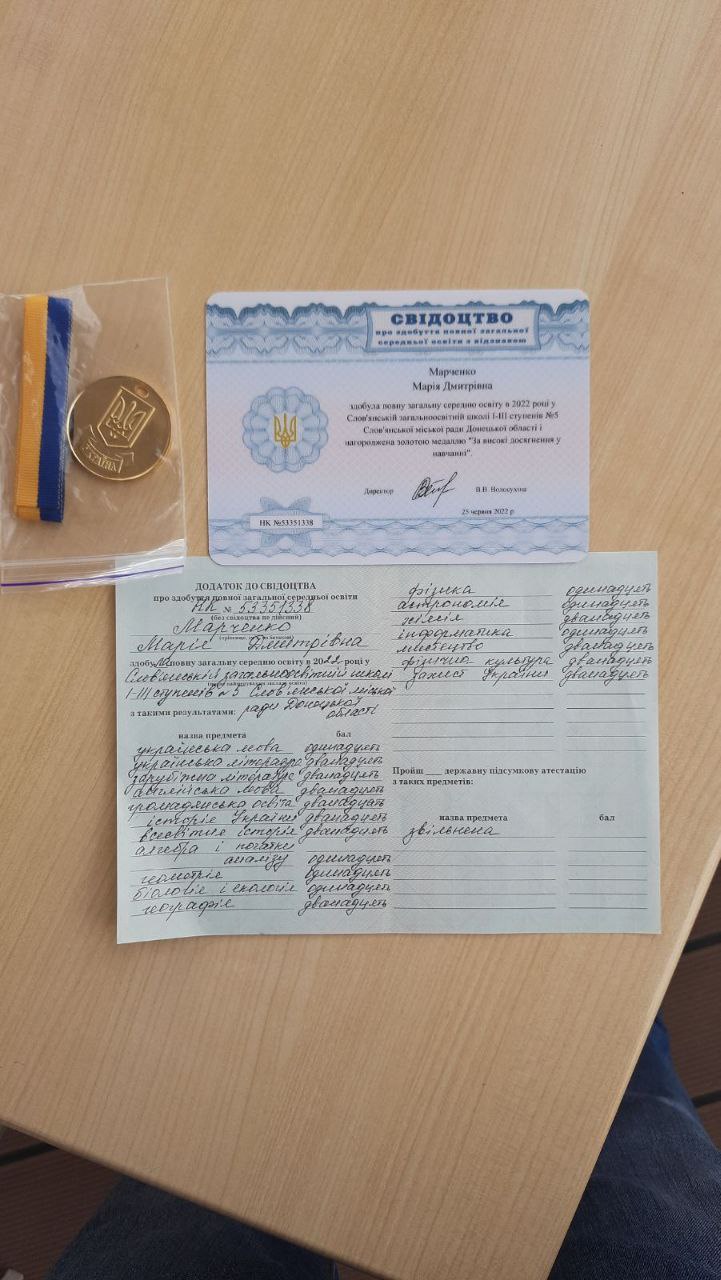 УКРАЇНА
СВІДОЦТВО
про здобуття повної загальної
середньої освіти з відзнакою
Марченко
Марія Дмитрівна
здобула повну загальну середню освіту в 2022 році у
Слов'янській загальноосвітній школі І-ІІІ ступенів №5
Слов'янської міської ради Донецької області і
нагороджена золотою медаллю "За високі досягнення у
навчанні".
Директор В.В. Белоусухова
25 червня 2022 р.
НК №53351338
ДОДАТОК ДО СВІДОЦТВА
про здобуття повної загальної середньої освіти
НК № 53351338
(без свідоцтва не дійсний)
Марченко
Марія Дмитрівна
здобула повну загальну середню освіту в 2022 році у
Слов'янській загальноосвітній школі
І-ІІІ ступенів №5 Слов'янської міської
з такими результатами: ради Донецької
області
назва предмета бал
українська мова одинадцять
українська література дванадцять
зарубіжна література дванадцять
англійська мова дванадцять
громадянська освіта дванадцять
історія України дванадцять
всесвітня історія дванадцять
алгебра і початки
аналізу одинадцять
геометрія одинадцять
біологія і екологія одинадцять
географія дванадцять
фізика одинадцять
астрономія одинадцять
хімія дванадцять
інформатика одинадцять
мистецтво дванадцять
фізична культура дванадцять
Захист України дванадцять
Пройш ___ державну підсумкову атестацію
з таких предметів:
назва предмета бал
звільнена